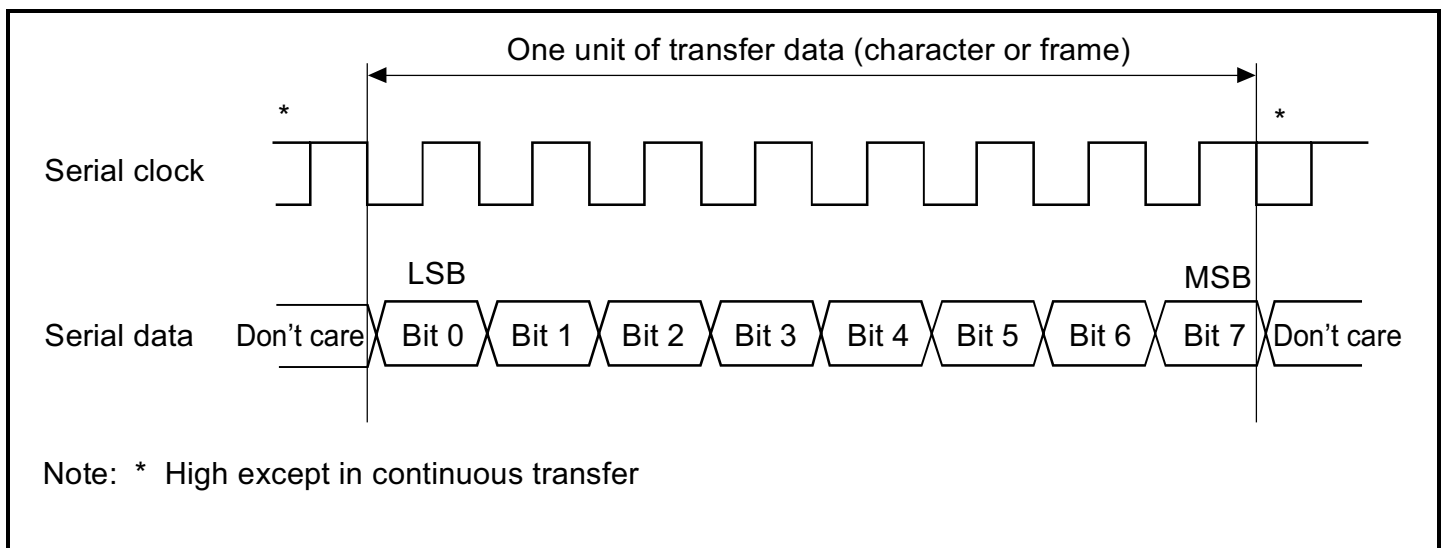 One unit of transfer data (character or frame)
* *
Serial clock
LSB MSB
Serial data Don’t care Bit 0 Bit 1 Bit 2 Bit 3 Bit 4 Bit 5 Bit 6 Bit 7 Don’t care
Note: * High except in continuous transfer